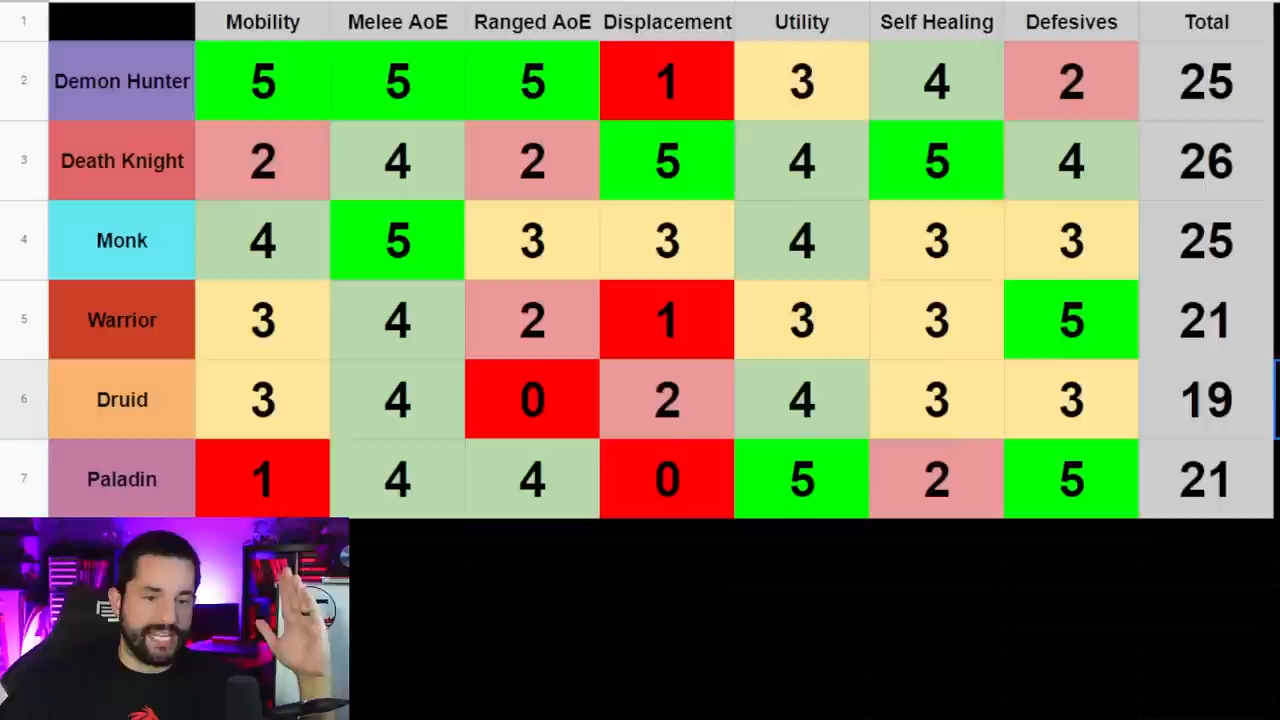 1 Mobility Melee AoE Ranged AoE Displacement Utility Self Healing Defesives Total
2 Demon Hunter 5 5 5 1 3 4 2 25
3 Death Knight 2 4 2 5 4 5 4 26
4 Monk 4 5 3 3 4 3 3 25
5 Warrior 3 4 2 1 3 3 5 21
6 Druid 3 4 0 2 4 3 3 19
7 Paladin 1 4 4 0 5 2 5 21